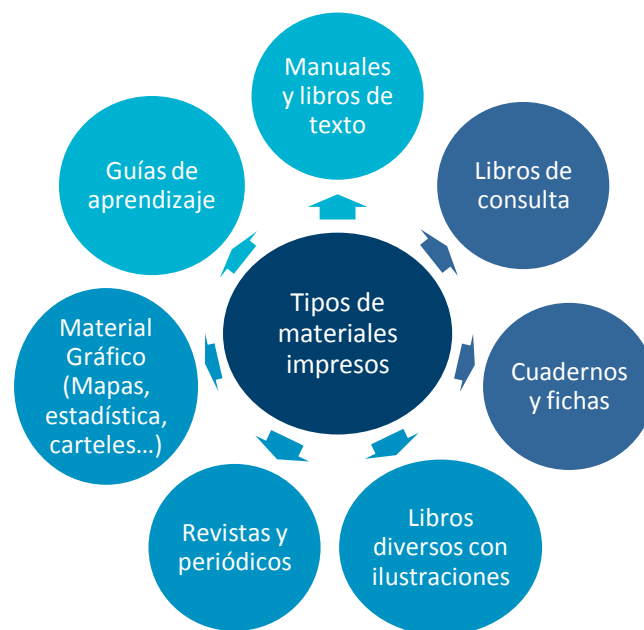 Manuales
y libros de
texto
Libros de
consulta
Cuadernos
y fichas
Libros
diversos con
ilustraciones
Revistas y
periódicos
Material
Gráfico
(Mapas,
estadística,
carteles…)
Guías de
aprendizaje
Tipos de
materiales
impresos